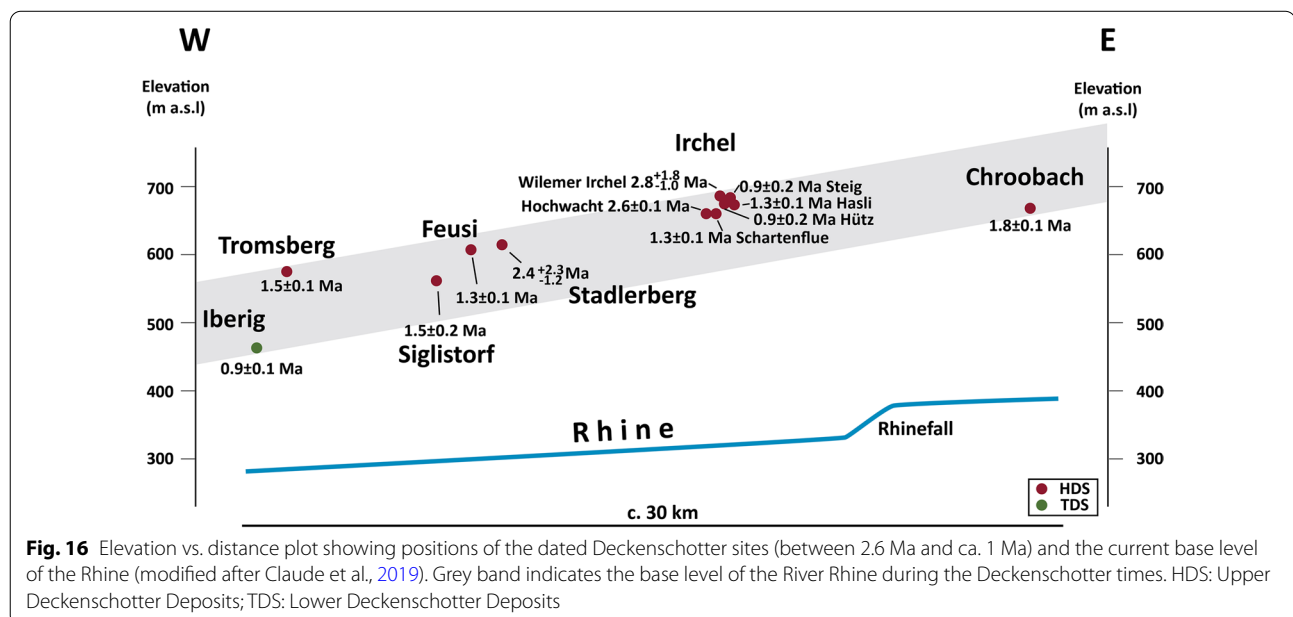 W
E
Elevation
(m a.s.l)
Elevation
(m a.s.l)
Irchel
Wilemer Irchel 2.8 +1.8 -1.0 Ma
0.9±0.2 Ma Steig
Hochwacht 2.6±0.1 Ma
1.3±0.1 Ma Hasli
0.9±0.2 Ma Hütz
1.3±0.1 Ma Schartenflue
Chroobach
1.8±0.1 Ma
Tromsberg
1.5±0.1 Ma
Feusi
1.3±0.1 Ma
2.4 +2.3 -1.2 Ma
Stadlerberg
Iberig
0.9±0.1 Ma
1.5±0.2 Ma
Siglistorf
700
600
500
400
300
700
600
500
400
300
Rhine
Rhinefall
HDS
TDS
c. 30 km
Fig. 16 Elevation vs. distance plot showing positions of the dated Deckenschotter sites (between 2.6 Ma and ca. 1 Ma) and the current base level
of the Rhine (modified after Claude et al., 2019). Grey band indicates the base level of the River Rhine during the Deckenschotter times. HDS: Upper
Deckenschotter Deposits; TDS: Lower Deckenschotter Deposits